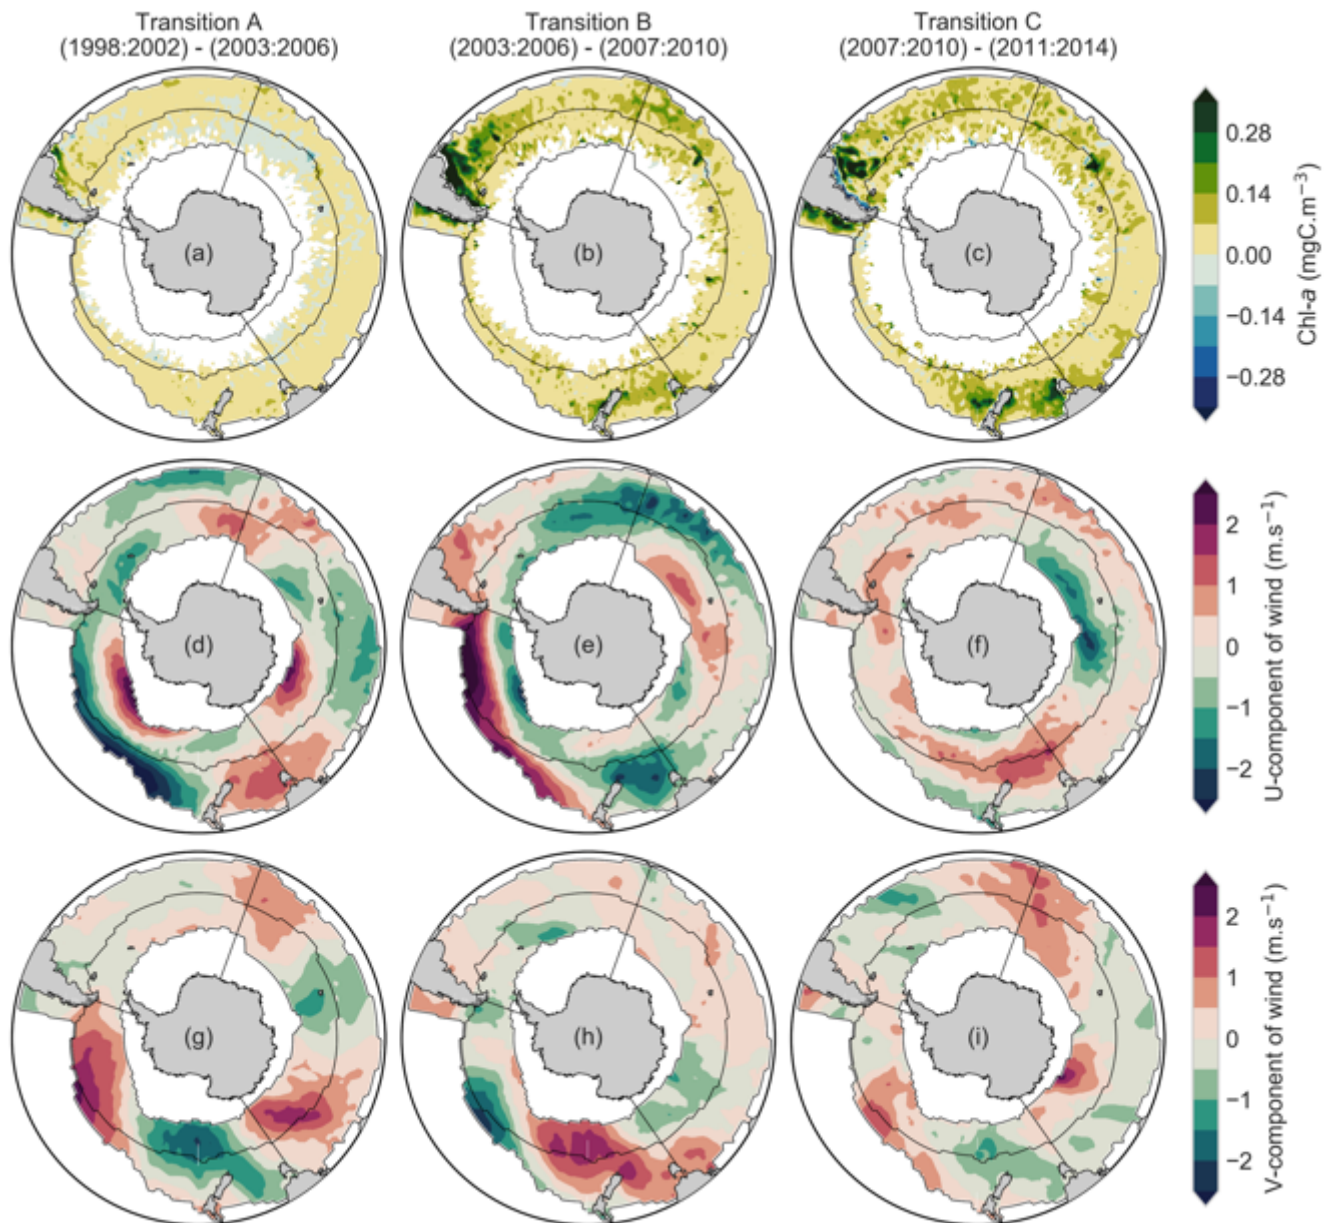 Transition A
(1998:2002) - (2003:2006)
Transition B
(2003:2006) - (2007:2010)
Transition C
(2007:2010) - (2011:2014)
(a)
(b)
(c)
0.28
0.14
0.00
−0.14
−0.28
Chl-a (mgC.m⁻³)
(d)
(e)
(f)
2
1
0
−1
−2
U-component of wind (m.s⁻¹)
(g)
(h)
(i)
2
1
0
−1
−2
V-component of wind (m.s⁻¹)